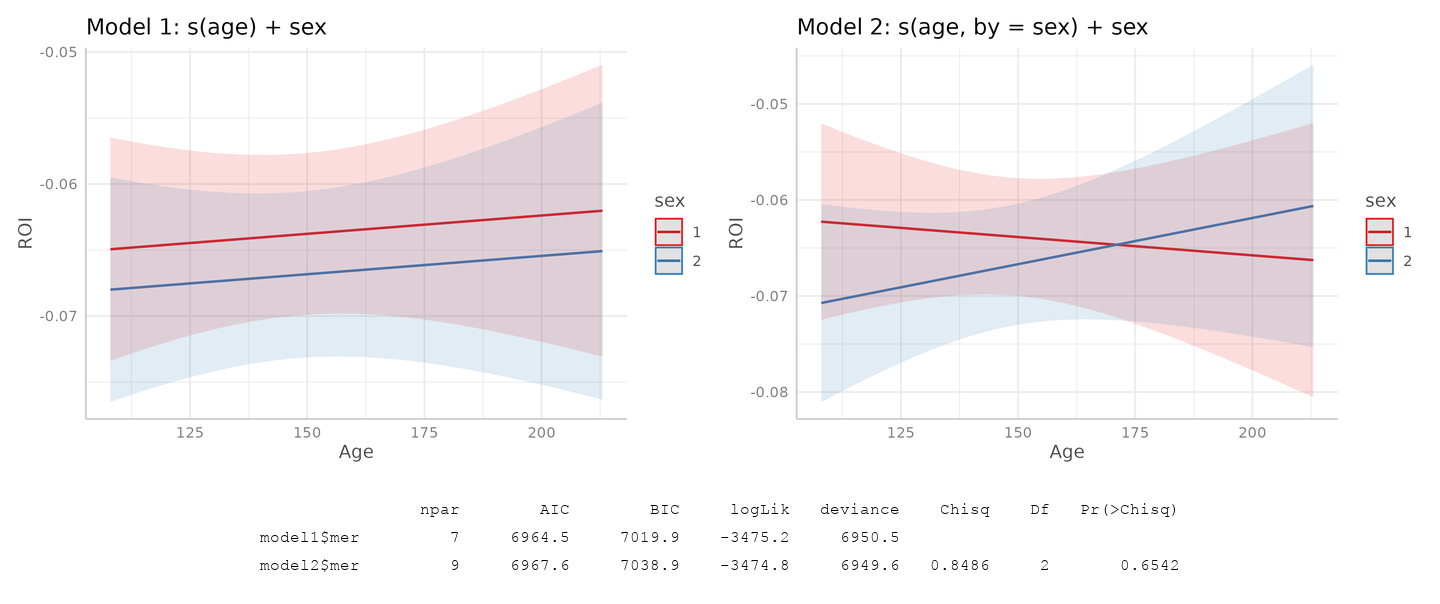 Model 1: s(age) + sex
-0.05
-0.06
-0.07
ROI
125 150 175 200
Age
sex
1
2
Model 2: s(age, by = sex) + sex
-0.05
-0.06
-0.07
-0.08
ROI
125 150 175 200
Age
sex
1
2
npar AIC BIC logLik deviance Chisq Df Pr(>Chisq)
model1$mer 7 6964.5 7019.9 -3475.2 6950.5
model2$mer 9 6967.6 7038.9 -3474.8 6949.6 0.8486 2 0.6542